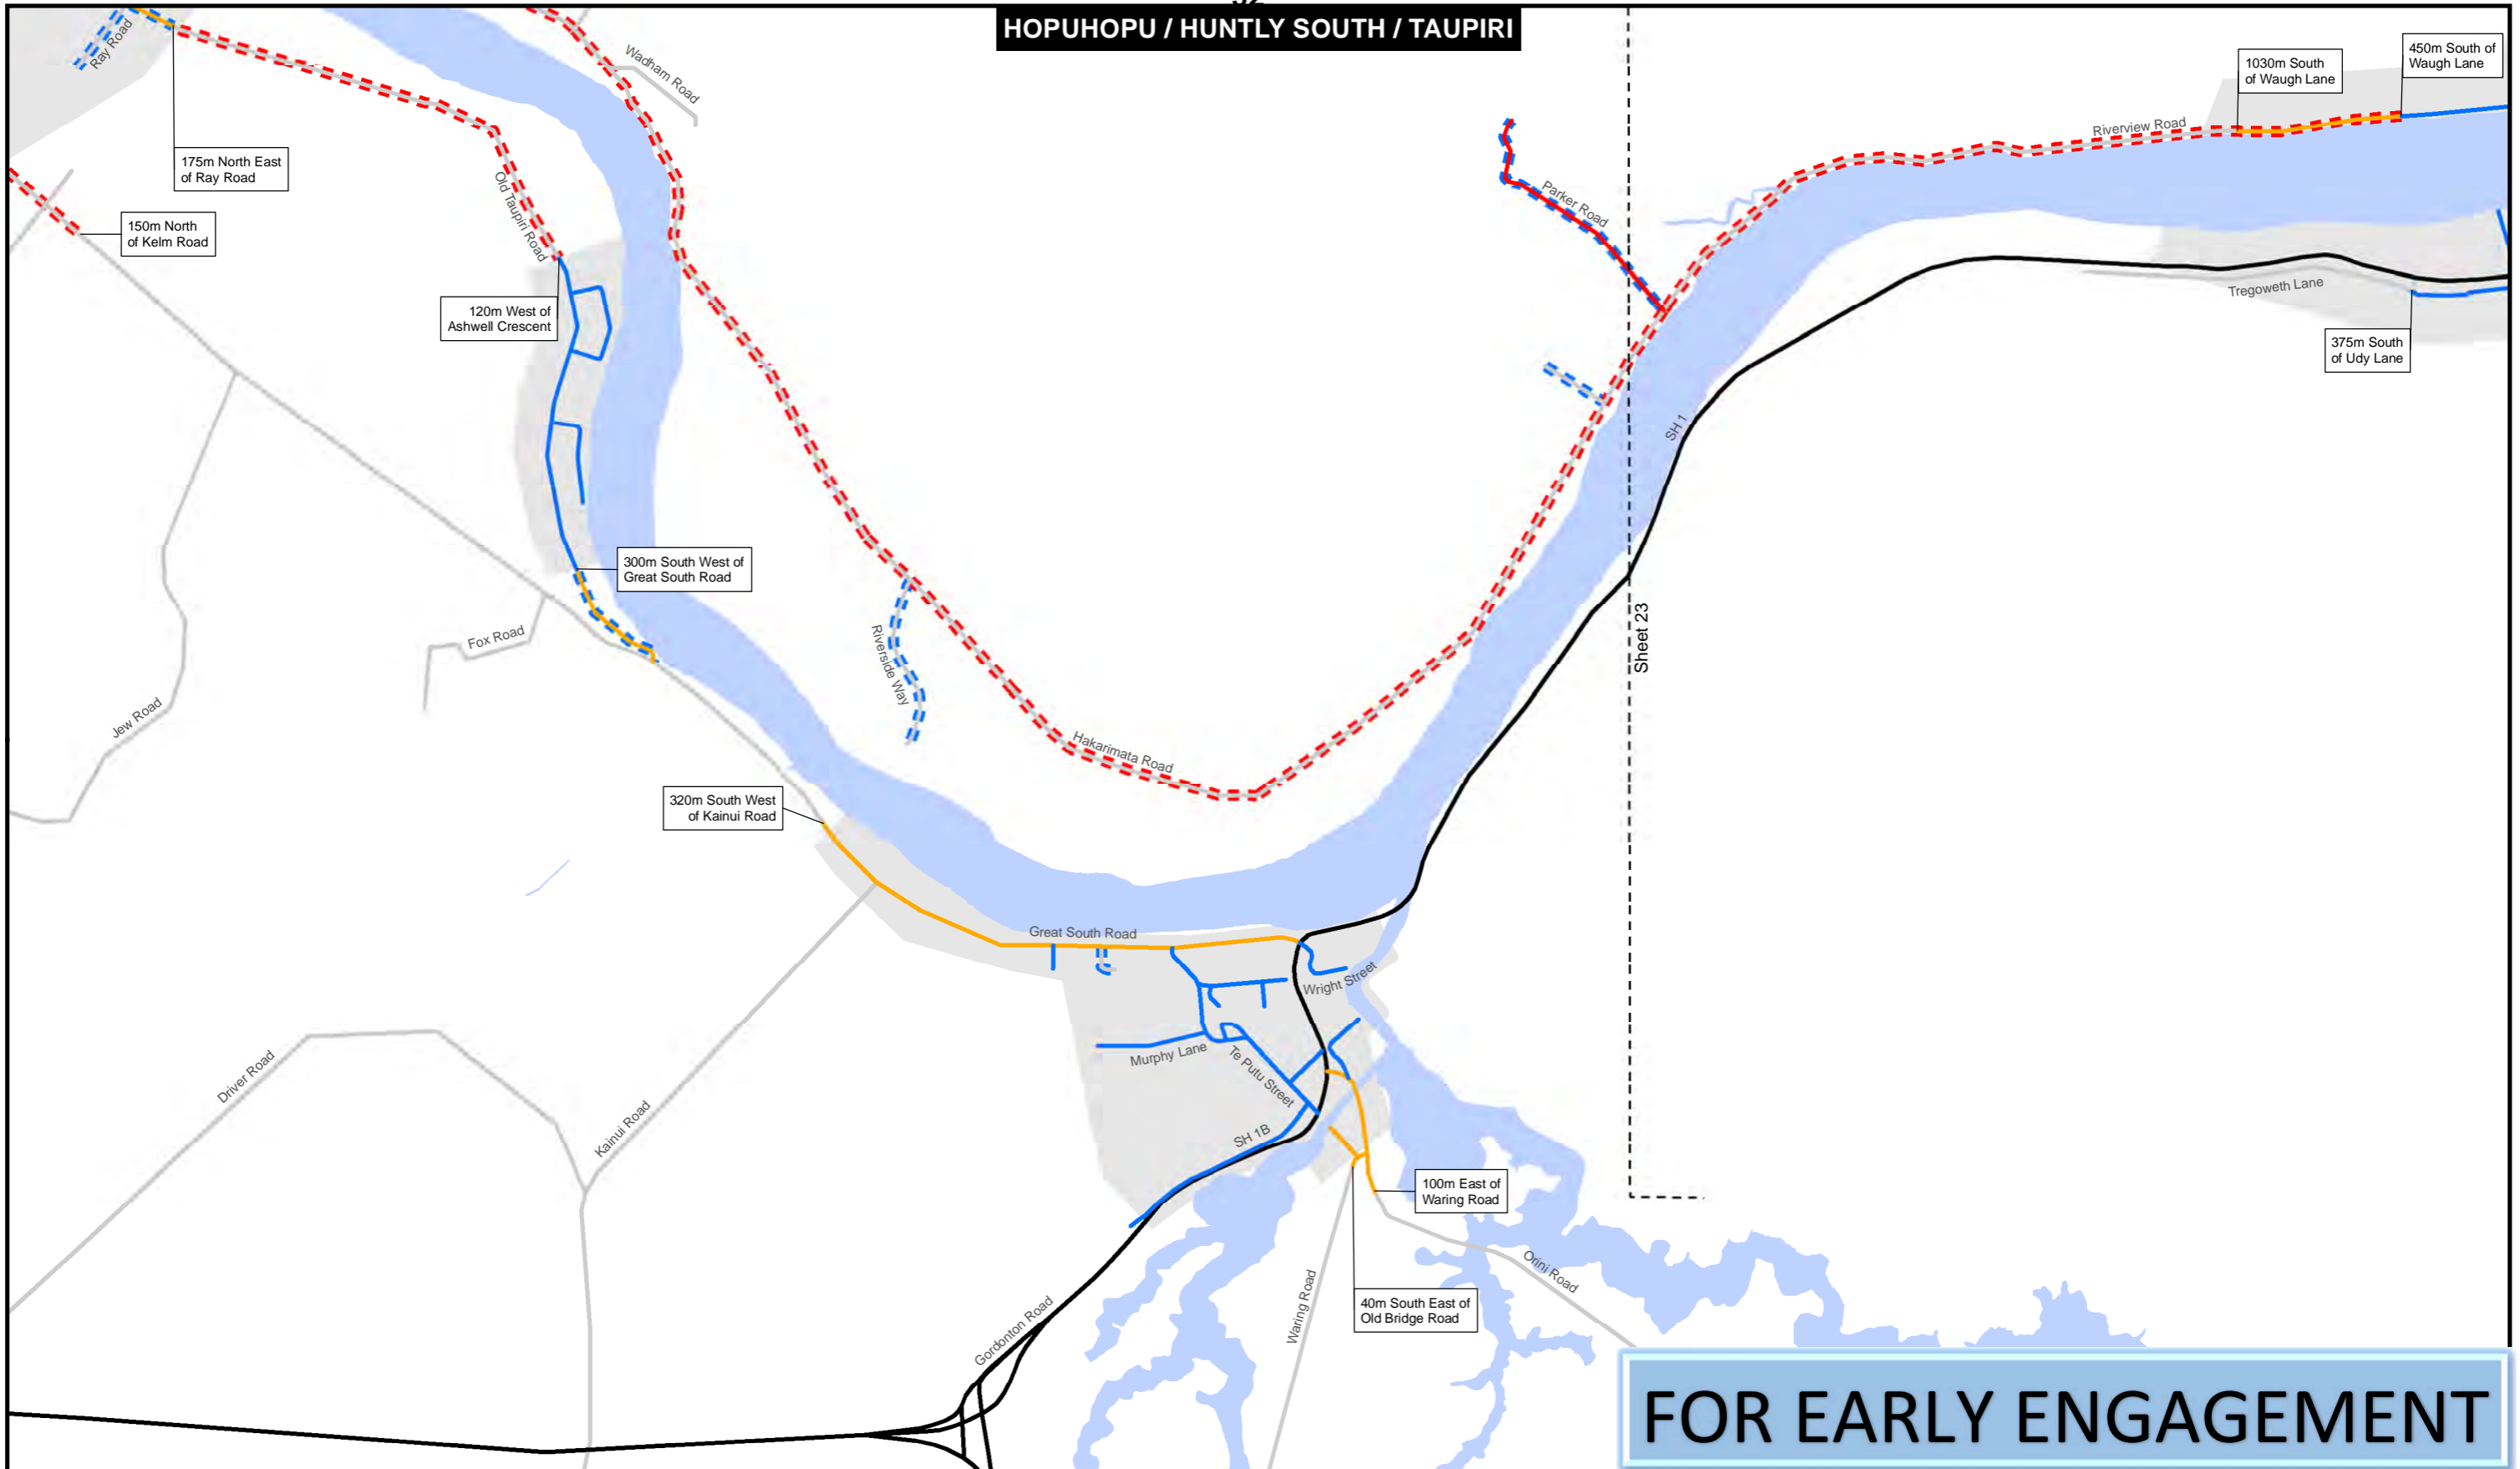 HOPUHOPU / HUNTLY SOUTH / TAUPIRI
Ray Road
Wadham Road
450m South of
Waugh Lane
1030m South
of Waugh Lane
Riverview Road
175m North East
of Ray Road
Old Taupiri Road
Parker Road
150m North
of Kelm Road
120m West of
Ashwell Crescent
Tregoweth Lane
375m South
of Udy Lane
SH 1
300m South West of
Great South Road
Fox Road
Riverside Way
Sheet 23
Jew Road
Hakarimata Road
320m South West
of Kainui Road
Great South Road
Wright Street
Murphy Lane
Te Putu Street
Driver Road
Kainui Road
SH 1B
100m East of
Waring Road
Orini Road
Waring Road
40m South East of
Old Bridge Road
Gordonton Road
FOR EARLY ENGAGEMENT